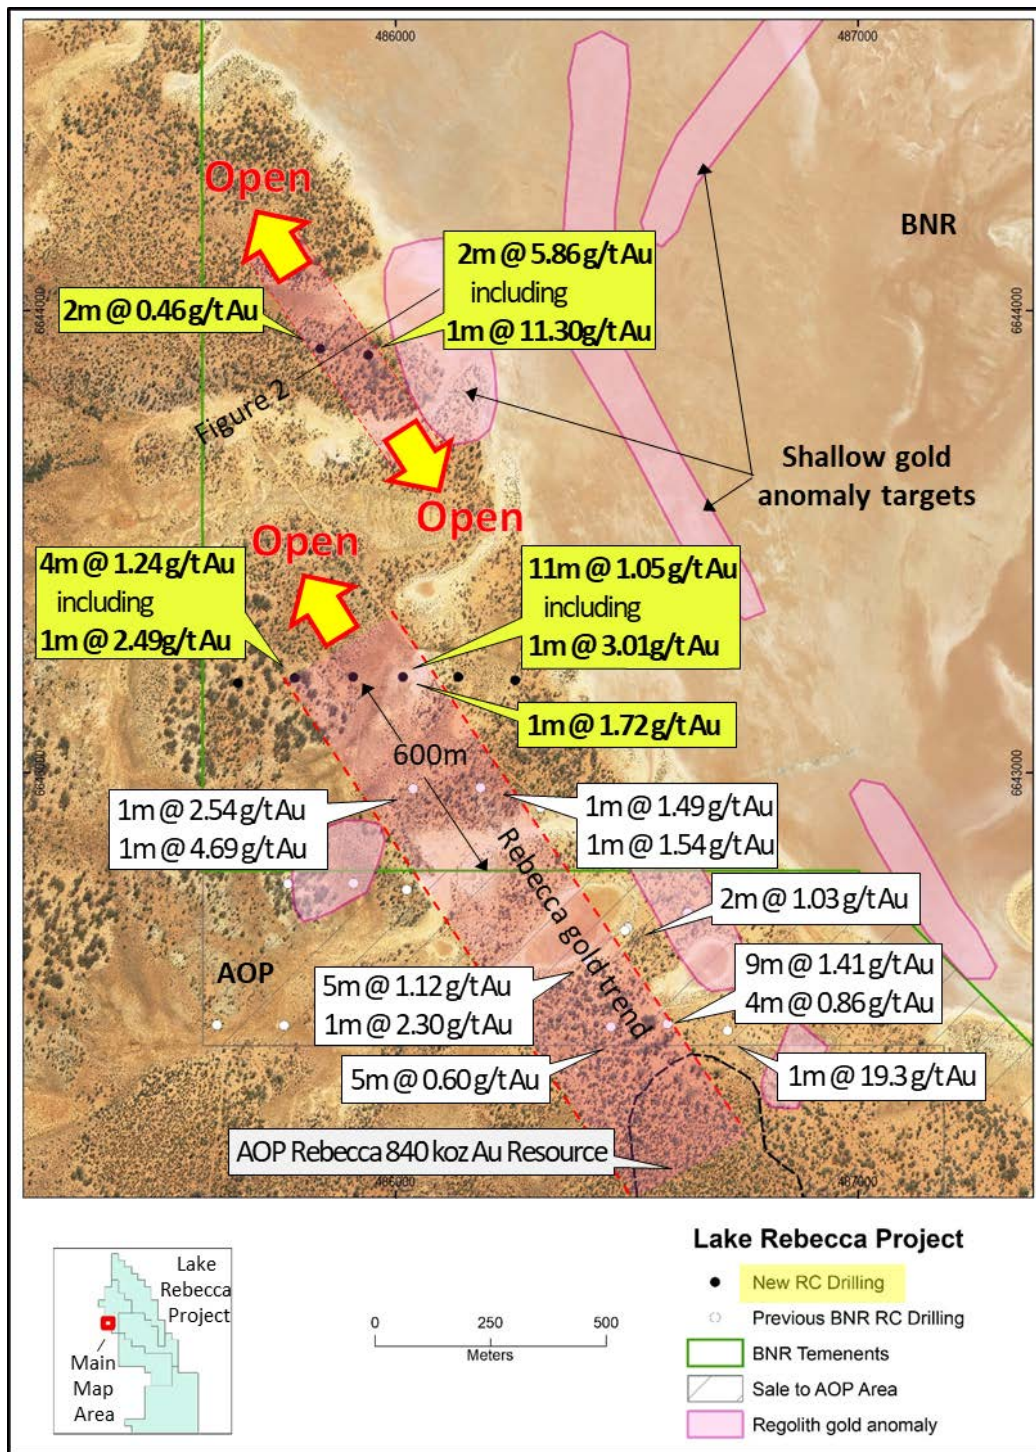 486000
487000
Open
BNR
2m @ 5.86 g/t Au
including
1m @ 11.30g/t Au
2m @ 0.46 g/t Au
6644000
6644000
Figure 2
Shallow gold
anomaly targets
Open
Open
4m @ 1.24 g/t Au
including
1m @ 2.49g/t Au
11m @ 1.05 g/t Au
including
1m @ 3.01g/t Au
1m @ 1.72 g/t Au
600m
6643000
6643000
1m @ 2.54 g/t Au
1m @ 4.69 g/t Au
1m @ 1.49 g/t Au
1m @ 1.54 g/t Au
Rebecca gold trend
2m @ 1.03 g/t Au
AOP
9m @ 1.41 g/t Au
4m @ 0.86 g/t Au
5m @ 1.12 g/t Au
1m @ 2.30 g/t Au
5m @ 0.60 g/t Au
1m @ 19.3 g/t Au
AOP Rebecca 840 koz Au Resource
486000
487000
Lake
Rebecca
Project
Main
Map
Area
0
250
500
Meters
Lake Rebecca Project
New RC Drilling
Previous BNR RC Drilling
BNR Temenents
Sale to AOP Area
Regolith gold anomaly